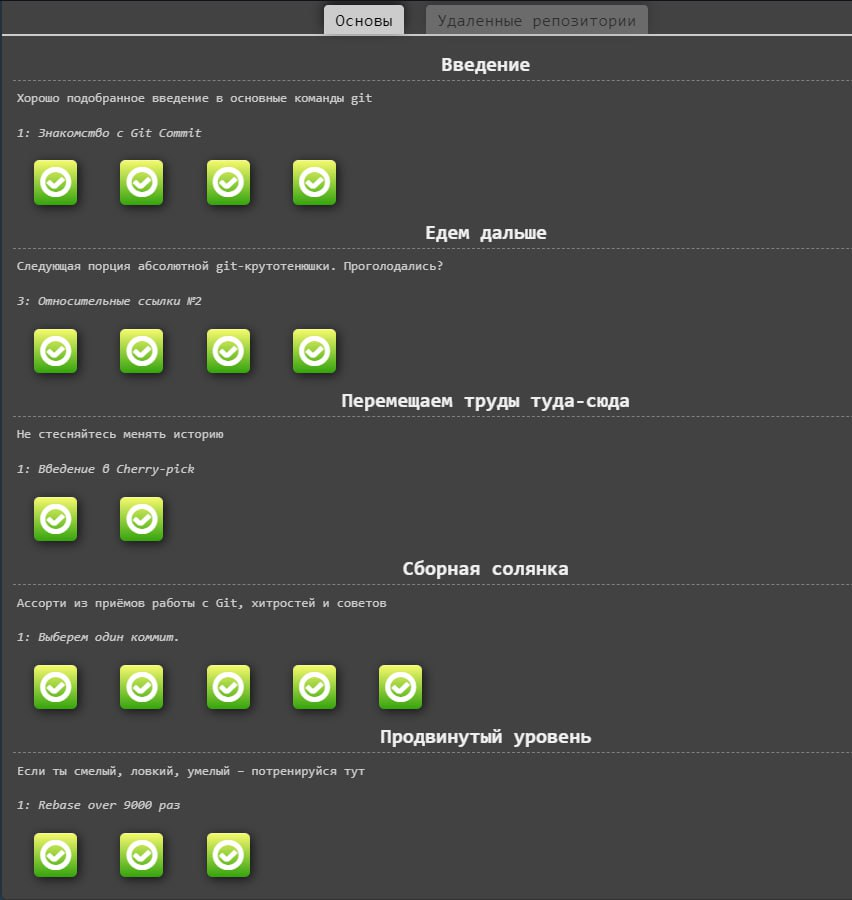 Основы Удаленные репозитории
Введение
Хорошо подобранное введение в основные команды git
1: Знакомство с Git Commit
Едем дальше
Следующая порция абсолютной git-крутотенюшки. Проголодались?
3: Относительные ссылки №2
Перемещаем труды туда-сюда
Не стесняйтесь менять историю
1: Введение в Cherry-pick
Сборная солянка
Ассорти из приёмов работы с Git, хитростей и советов
1: Выберем один коммит.
Продвинутый уровень
Если ты смелый, ловкий, умелый – потренируйся тут
1: Rebase over 9000 раз